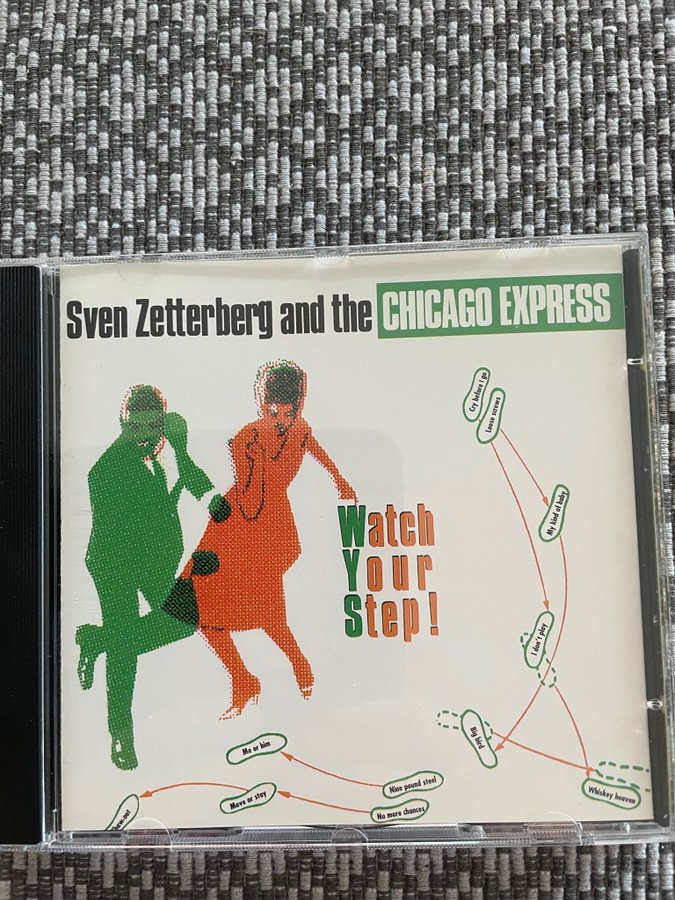 Sven Zetterberg and the CHICAGO EXPRESS
Cry before I go
Loose screws
My kind of baby
Watch
Your
Step!
I don't play
Big bird
Me or him
Nine pound steel
Whiskey heaven
Move or stay
No more chances